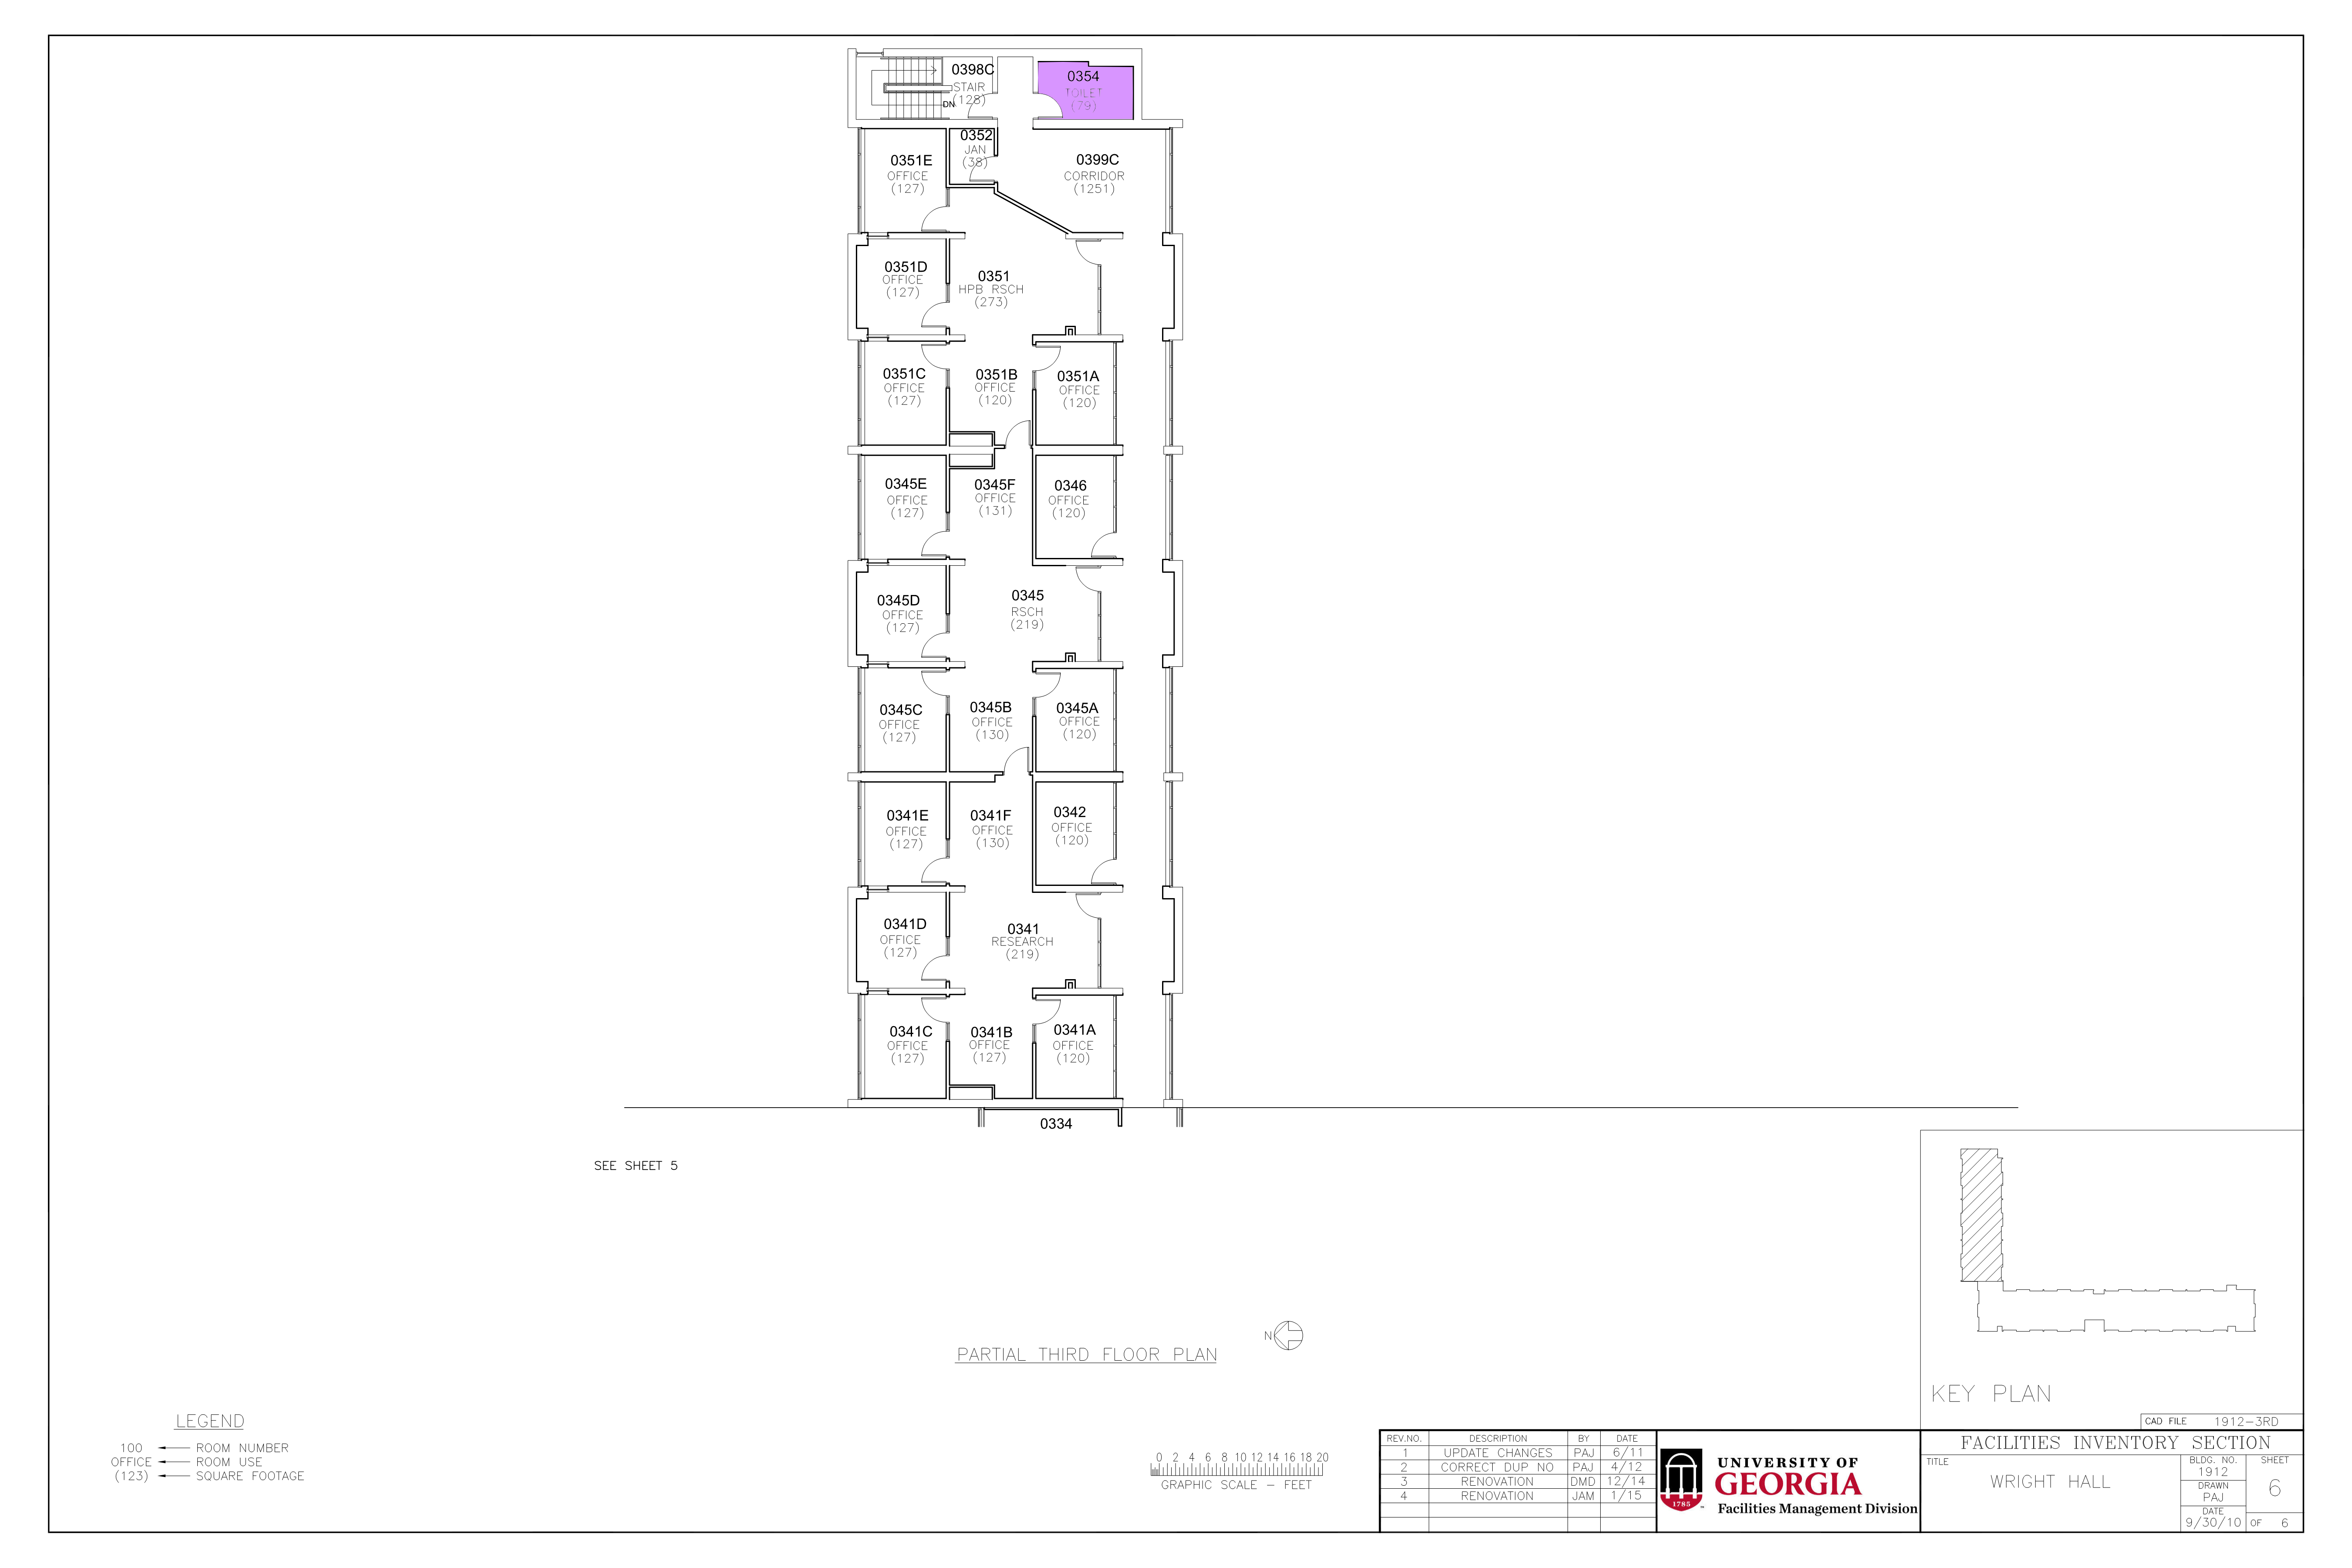 0398C
STAIR
(128)
DN
0354
TOILET
(79)
0352
JAN
(38)
0351E
OFFICE
(127)
0399C
CORRIDOR
(1251)
0351D
OFFICE
(127)
0351
HPB RSCH
(273)
0351C
OFFICE
(127)
0351B
OFFICE
(120)
0351A
OFFICE
(120)
0345E
OFFICE
(127)
0345F
OFFICE
(131)
0346
OFFICE
(120)
0345D
OFFICE
(127)
0345
RSCH
(219)
0345C
OFFICE
(127)
0345B
OFFICE
(130)
0345A
OFFICE
(120)
0341E
OFFICE
(127)
0341F
OFFICE
(130)
0342
OFFICE
(120)
0341D
OFFICE
(127)
0341
RESEARCH
(219)
0341C
OFFICE
(127)
0341B
OFFICE
(127)
0341A
OFFICE
(120)
0334
SEE SHEET 5
N
PARTIAL THIRD FLOOR PLAN
LEGEND
100 ROOM NUMBER
OFFICE ROOM USE
(123) SQUARE FOOTAGE
0 2 4 6 8 10 12 14 16 18 20
GRAPHIC SCALE – FEET
KEY PLAN
CAD FILE 1912–3RD
REV.NO. DESCRIPTION BY DATE
1 UPDATE CHANGES PAJ 6/11
2 CORRECT DUP NO PAJ 4/12
3 RENOVATION DMD 12/14
4 RENOVATION JAM 1/15
1785
UNIVERSITY OF
GEORGIA
Facilities Management Division
FACILITIES INVENTORY SECTION
TITLE
WRIGHT HALL
BLDG. NO.
1912
DRAWN
PAJ
DATE
9/30/10
SHEET
6
OF 6